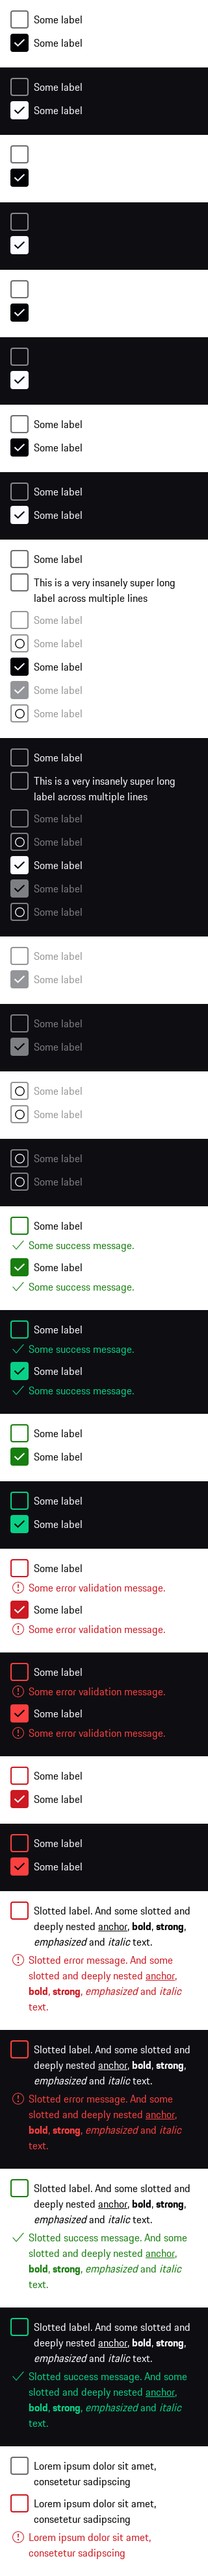 Some label
Some label
Some label
Some label
Some label
Some label
Some label
Some label
Some label
This is a very insanely super long
label across multiple lines
Some label
Some label
Some label
Some label
Some label
Some label
This is a very insanely super long
label across multiple lines
Some label
Some label
Some label
Some label
Some label
Some label
Some label
Some label
Some label
Some label
Some label
Some label
Some label
Some label
Some success message.
Some label
Some success message.
Some label
Some success message.
Some label
Some success message.
Some label
Some label
Some label
Some label
Some label
Some error validation message.
Some label
Some error validation message.
Some label
Some error validation message.
Some label
Some error validation message.
Some label
Some label
Some label
Some label
Slotted label. And some slotted and
deeply nested anchor, bold, strong,
emphasized and italic text.
Slotted error message. And some
slotted and deeply nested anchor,
bold, strong, emphasized and italic
text.
Slotted label. And some slotted and
deeply nested anchor, bold, strong,
emphasized and italic text.
Slotted error message. And some
slotted and deeply nested anchor,
bold, strong, emphasized and italic
text.
Slotted label. And some slotted and
deeply nested anchor, bold, strong,
emphasized and italic text.
Slotted success message. And some
slotted and deeply nested anchor,
bold, strong, emphasized and italic
text.
Slotted label. And some slotted and
deeply nested anchor, bold, strong,
emphasized and italic text.
Slotted success message. And some
slotted and deeply nested anchor,
bold, strong, emphasized and italic
text.
Lorem ipsum dolor sit amet,
consetetur sadipscing
Lorem ipsum dolor sit amet,
consetetur sadipscing
Lorem ipsum dolor sit amet,
consetetur sadipscing